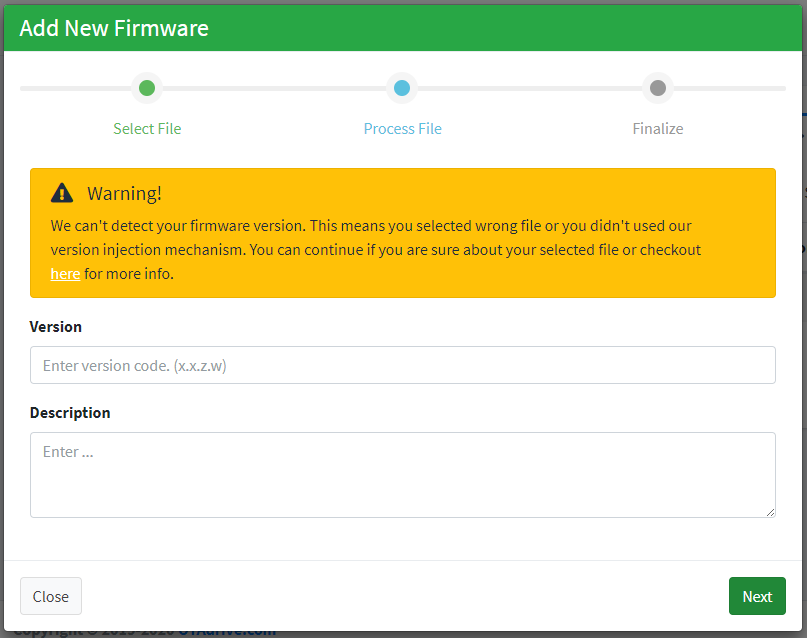 Add New Firmware
Select File
Process File
Finalize
Warning!
We can't detect your firmware version. This means you selected wrong file or you didn't used our
version injection mechanism. You can continue if you are sure about your selected file or checkout
here for more info.
Version
Enter version code. (x.x.z.w)
Description
Enter ...
Close
Next